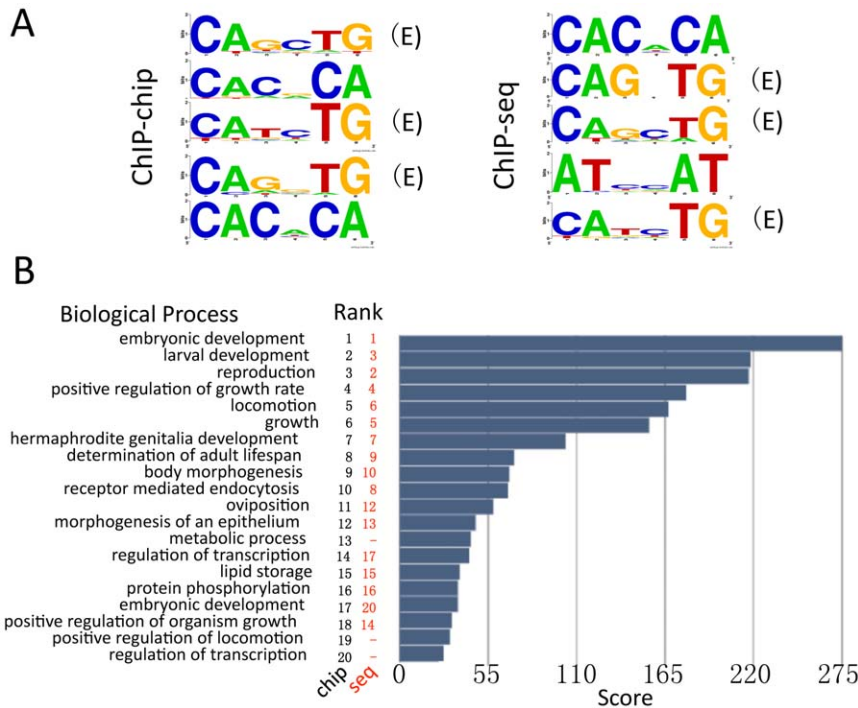 A
ChIP-chip
CAGCTG (E)
CAC CA
CATCTG (E)
CAG TG (E)
CACACA
ChIP-seq
CACACA
CAG TG (E)
CAGCTG (E)
ATCCAT
CATCTG (E)
B
Biological Process Rank
embryonic development 1 1
larval development 2 3
reproduction 3 2
positive regulation of growth rate 4 4
locomotion 5 6
growth 6 5
hermaphrodite genitalia development 7 7
determination of adult lifespan 8 9
body morphogenesis 9 10
receptor mediated endocytosis 10 8
oviposition 11 12
morphogenesis of an epithelium 12 13
metabolic process 13 -
regulation of transcription 14 17
lipid storage 15 15
protein phosphorylation 16 16
embryonic development 17 20
positive regulation of organism growth 18 14
positive regulation of locomotion 19 -
regulation of transcription 20 -
chip seq
0 55 110 165 220 275
Score